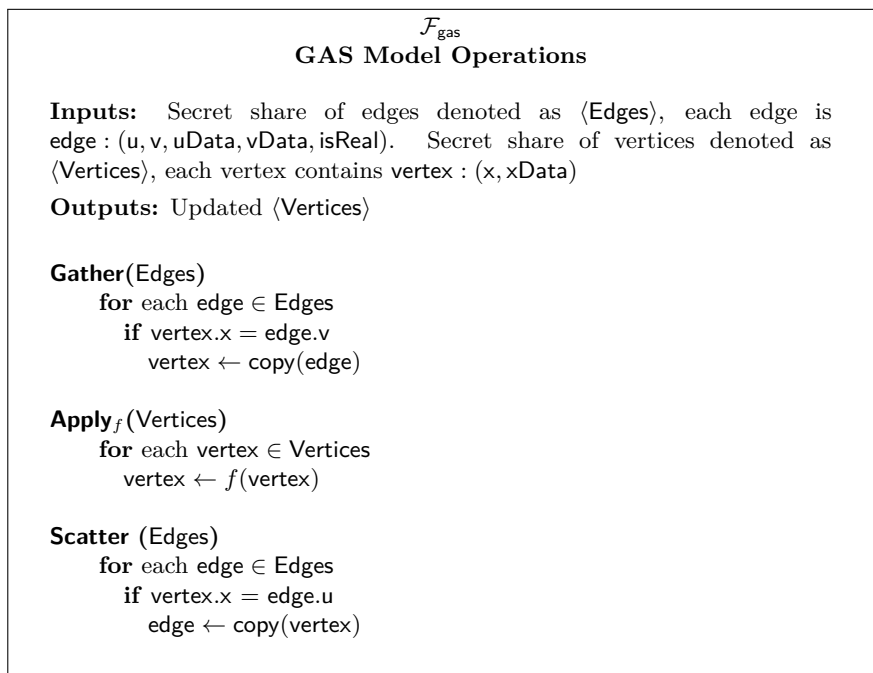 𝓕gas
GAS Model Operations
Inputs: Secret share of edges denoted as ⟨Edges⟩, each edge is
edge : (u, v, uData, vData, isReal). Secret share of vertices denoted as
⟨Vertices⟩, each vertex contains vertex : (x, xData)
Outputs: Updated ⟨Vertices⟩
Gather(Edges)
for each edge ∈ Edges
if vertex.x = edge.v
vertex ← copy(edge)
Applyf(Vertices)
for each vertex ∈ Vertices
vertex ← f(vertex)
Scatter (Edges)
for each edge ∈ Edges
if vertex.x = edge.u
edge ← copy(vertex)